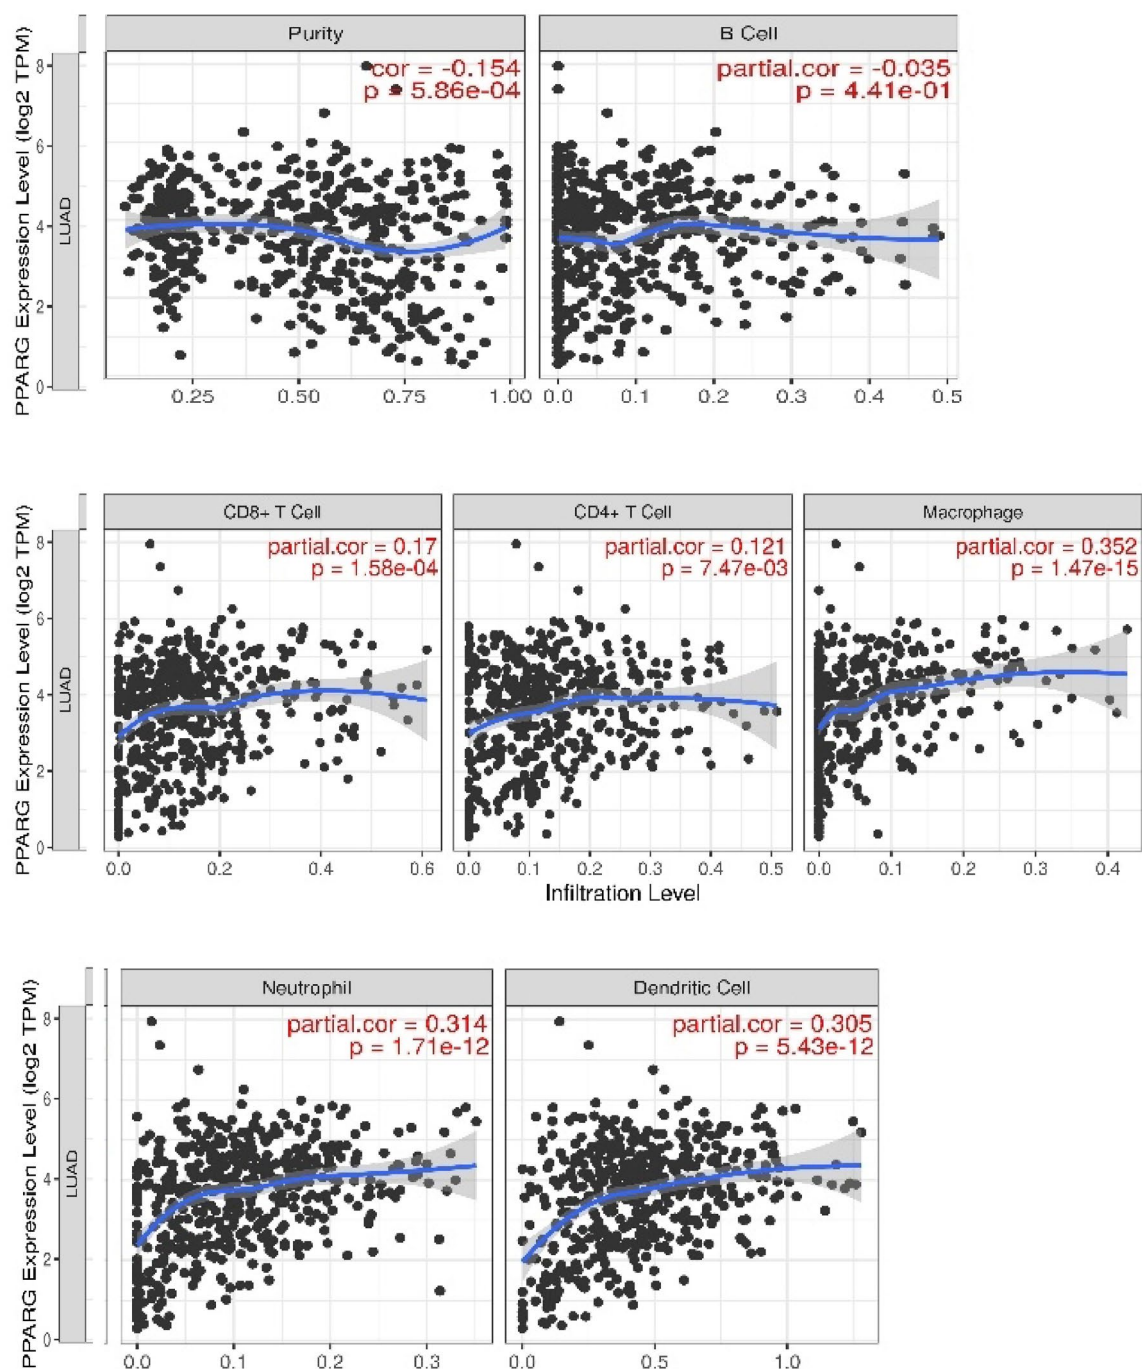 Purity
B Cell
PPARG Expression Level (log2 TPM)
LUAD
cor = -0.154
p = 5.86e-04
partial.cor = -0.035
p = 4.41e-01
8
6
4
2
0
0.25 0.50 0.75 1.00
0.0 0.1 0.2 0.3 0.4 0.5
CD8+ T Cell
CD4+ T Cell
Macrophage
PPARG Expression Level (log2 TPM)
LUAD
partial.cor = 0.17
p = 1.58e-04
partial.cor = 0.121
p = 7.47e-03
partial.cor = 0.352
p = 1.47e-15
8
6
4
2
0
0.0 0.2 0.4 0.6
0.0 0.1 0.2 0.3 0.4 0.5
0.0 0.1 0.2 0.3 0.4
Infiltration Level
Neutrophil
Dendritic Cell
PPARG Expression Level (log2 TPM)
LUAD
partial.cor = 0.314
p = 1.71e-12
partial.cor = 0.305
p = 5.43e-12
8
6
4
2
0
0.0 0.1 0.2 0.3
0.0 0.5 1.0